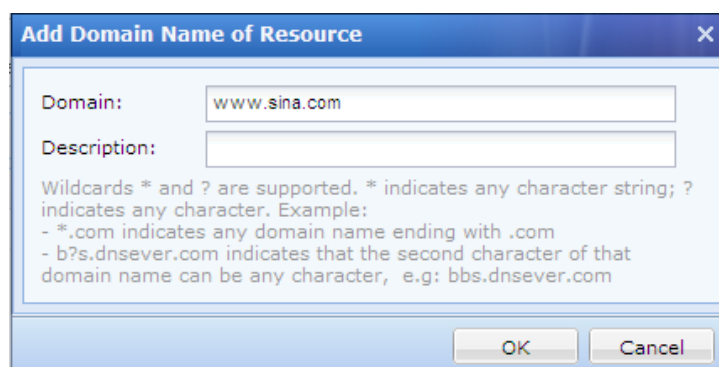 Add Domain Name of Resource
Domain: www.sina.com
Description:
Wildcards * and ? are supported. * indicates any character string; ?
indicates any character. Example:
- *.com indicates any domain name ending with .com
- b?s.dnsever.com indicates that the second character of that
domain name can be any character, e.g: bbs.dnsever.com
OK Cancel